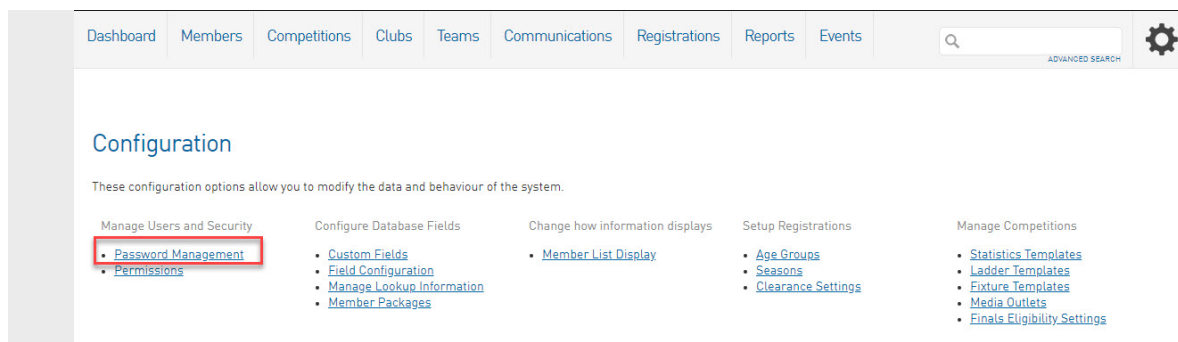 Dashboard Members Competitions Clubs Teams Communications Registrations Reports Events
ADVANCED SEARCH
Configuration
These configuration options allow you to modify the data and behaviour of the system.
Manage Users and Security
Password Management
Permissions
Configure Database Fields
Custom Fields
Field Configuration
Manage Lookup Information
Member Packages
Change how information displays
Member List Display
Setup Registrations
Age Groups
Seasons
Clearance Settings
Manage Competitions
Statistics Templates
Ladder Templates
Fixture Templates
Media Outlets
Finals Eligibility Settings